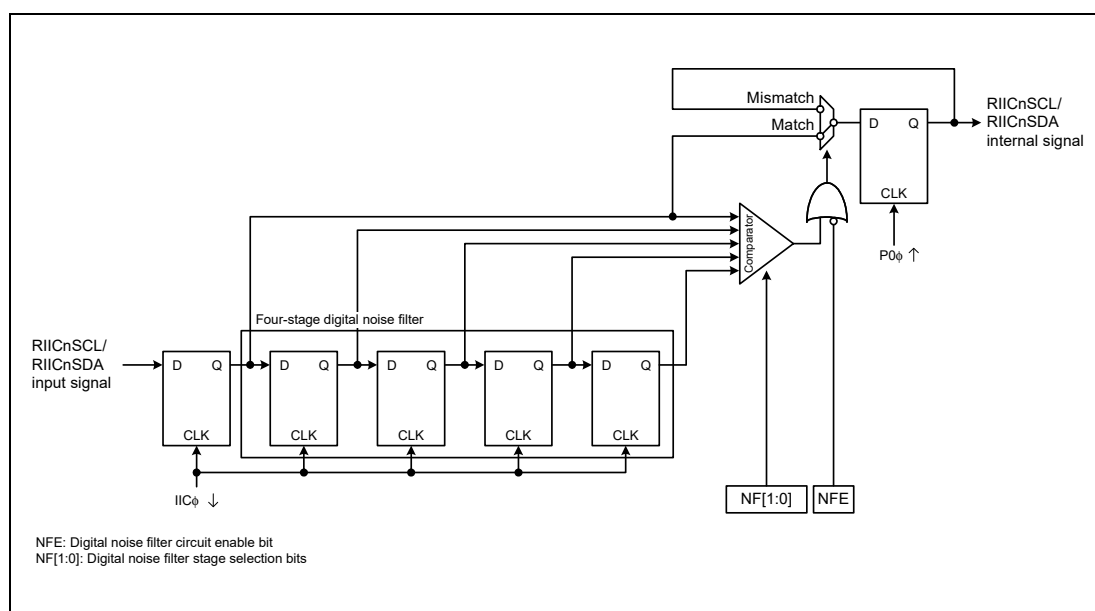 Mismatch
Match
D Q
CLK
RIICnSCL/
RIICnSDA
internal signal
P0ϕ ↑
Comparator
Four-stage digital noise filter
RIICnSCL/
RIICnSDA
input signal
D Q
D Q
D Q
D Q
D Q
CLK
CLK
CLK
CLK
CLK
IICϕ ↓
NF[1:0]
NFE
NFE: Digital noise filter circuit enable bit
NF[1:0]: Digital noise filter stage selection bits